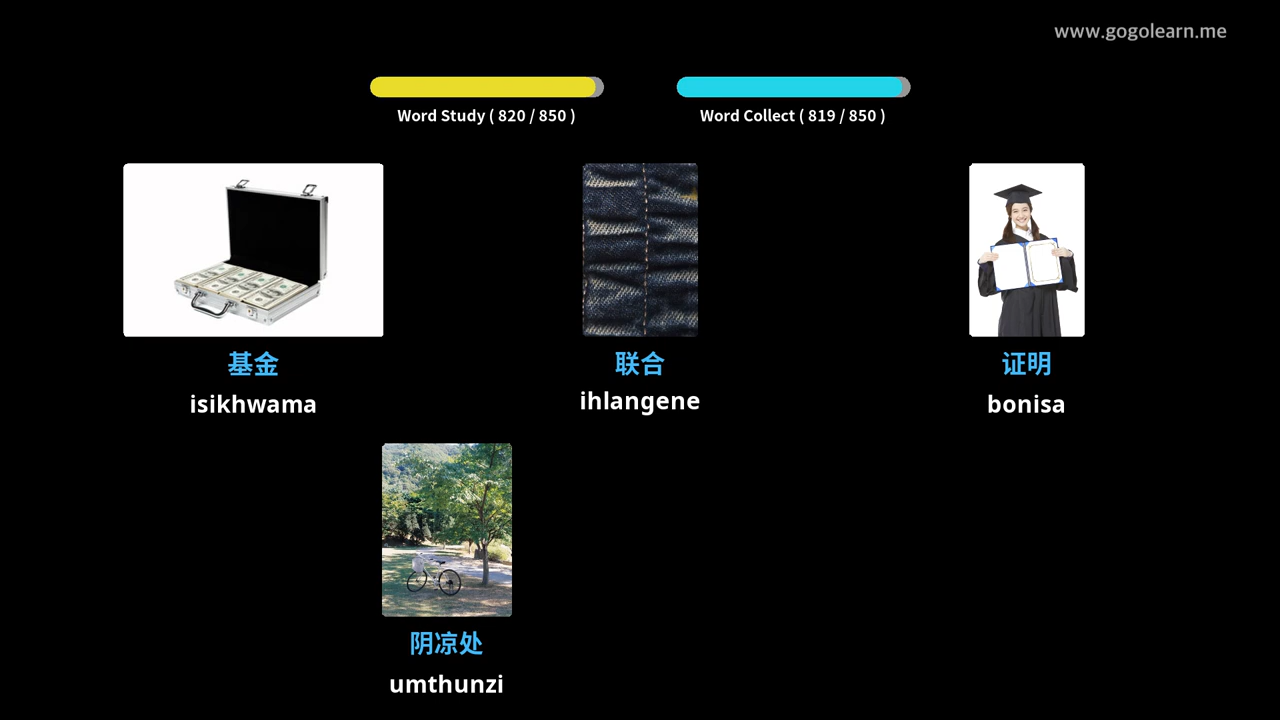 www.gogolearn.me
Word Study ( 820 / 850 )
Word Collect ( 819 / 850 )
基金
isikhwama
联合
ihlangene
证明
bonisa
阴凉处
umthunzi